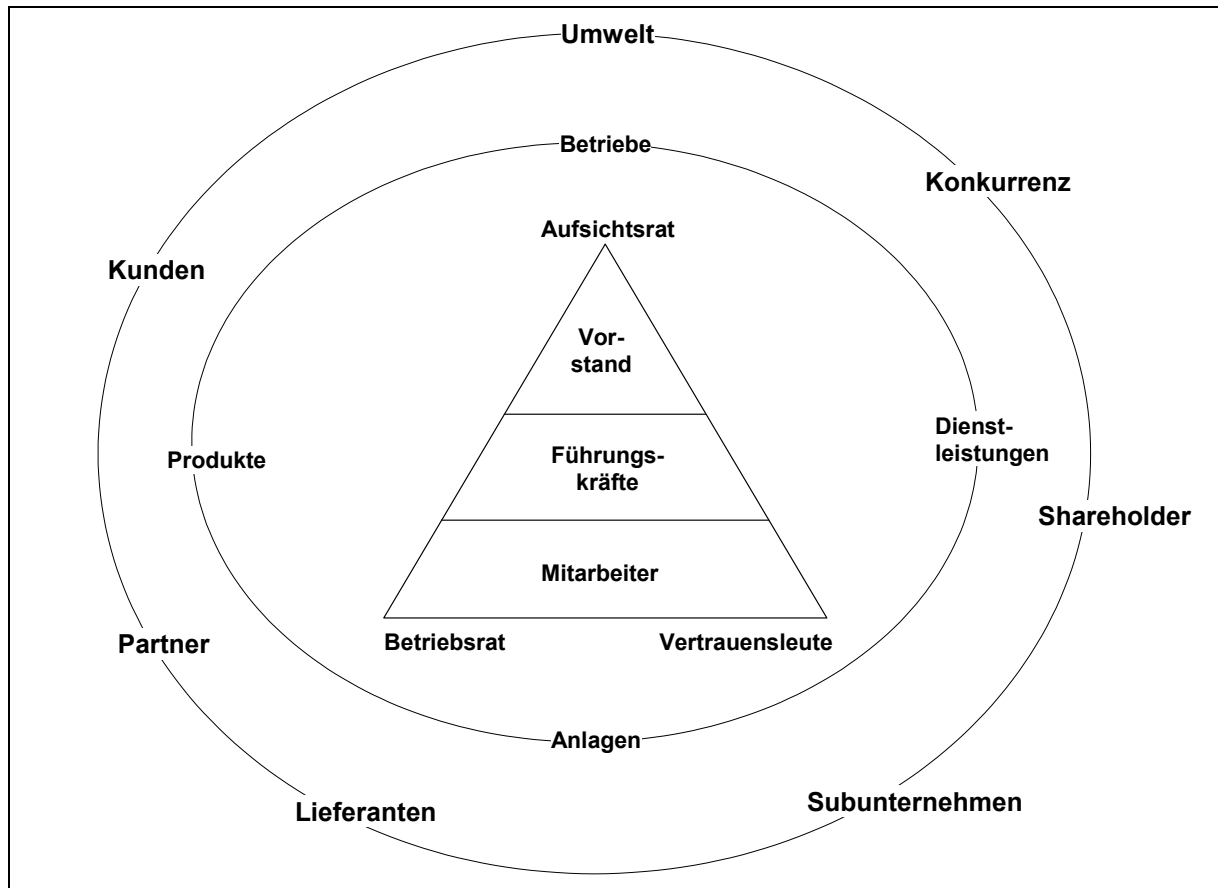 Umwelt
Betriebe
Konkurrenz
Aufsichtsrat
Kunden
Vor-
stand
Dienst-
leistungen
Produkte
Führungs-
kräfte
Shareholder
Mitarbeiter
Partner
Betriebsrat
Vertrauensleute
Anlagen
Lieferanten
Subunternehmen